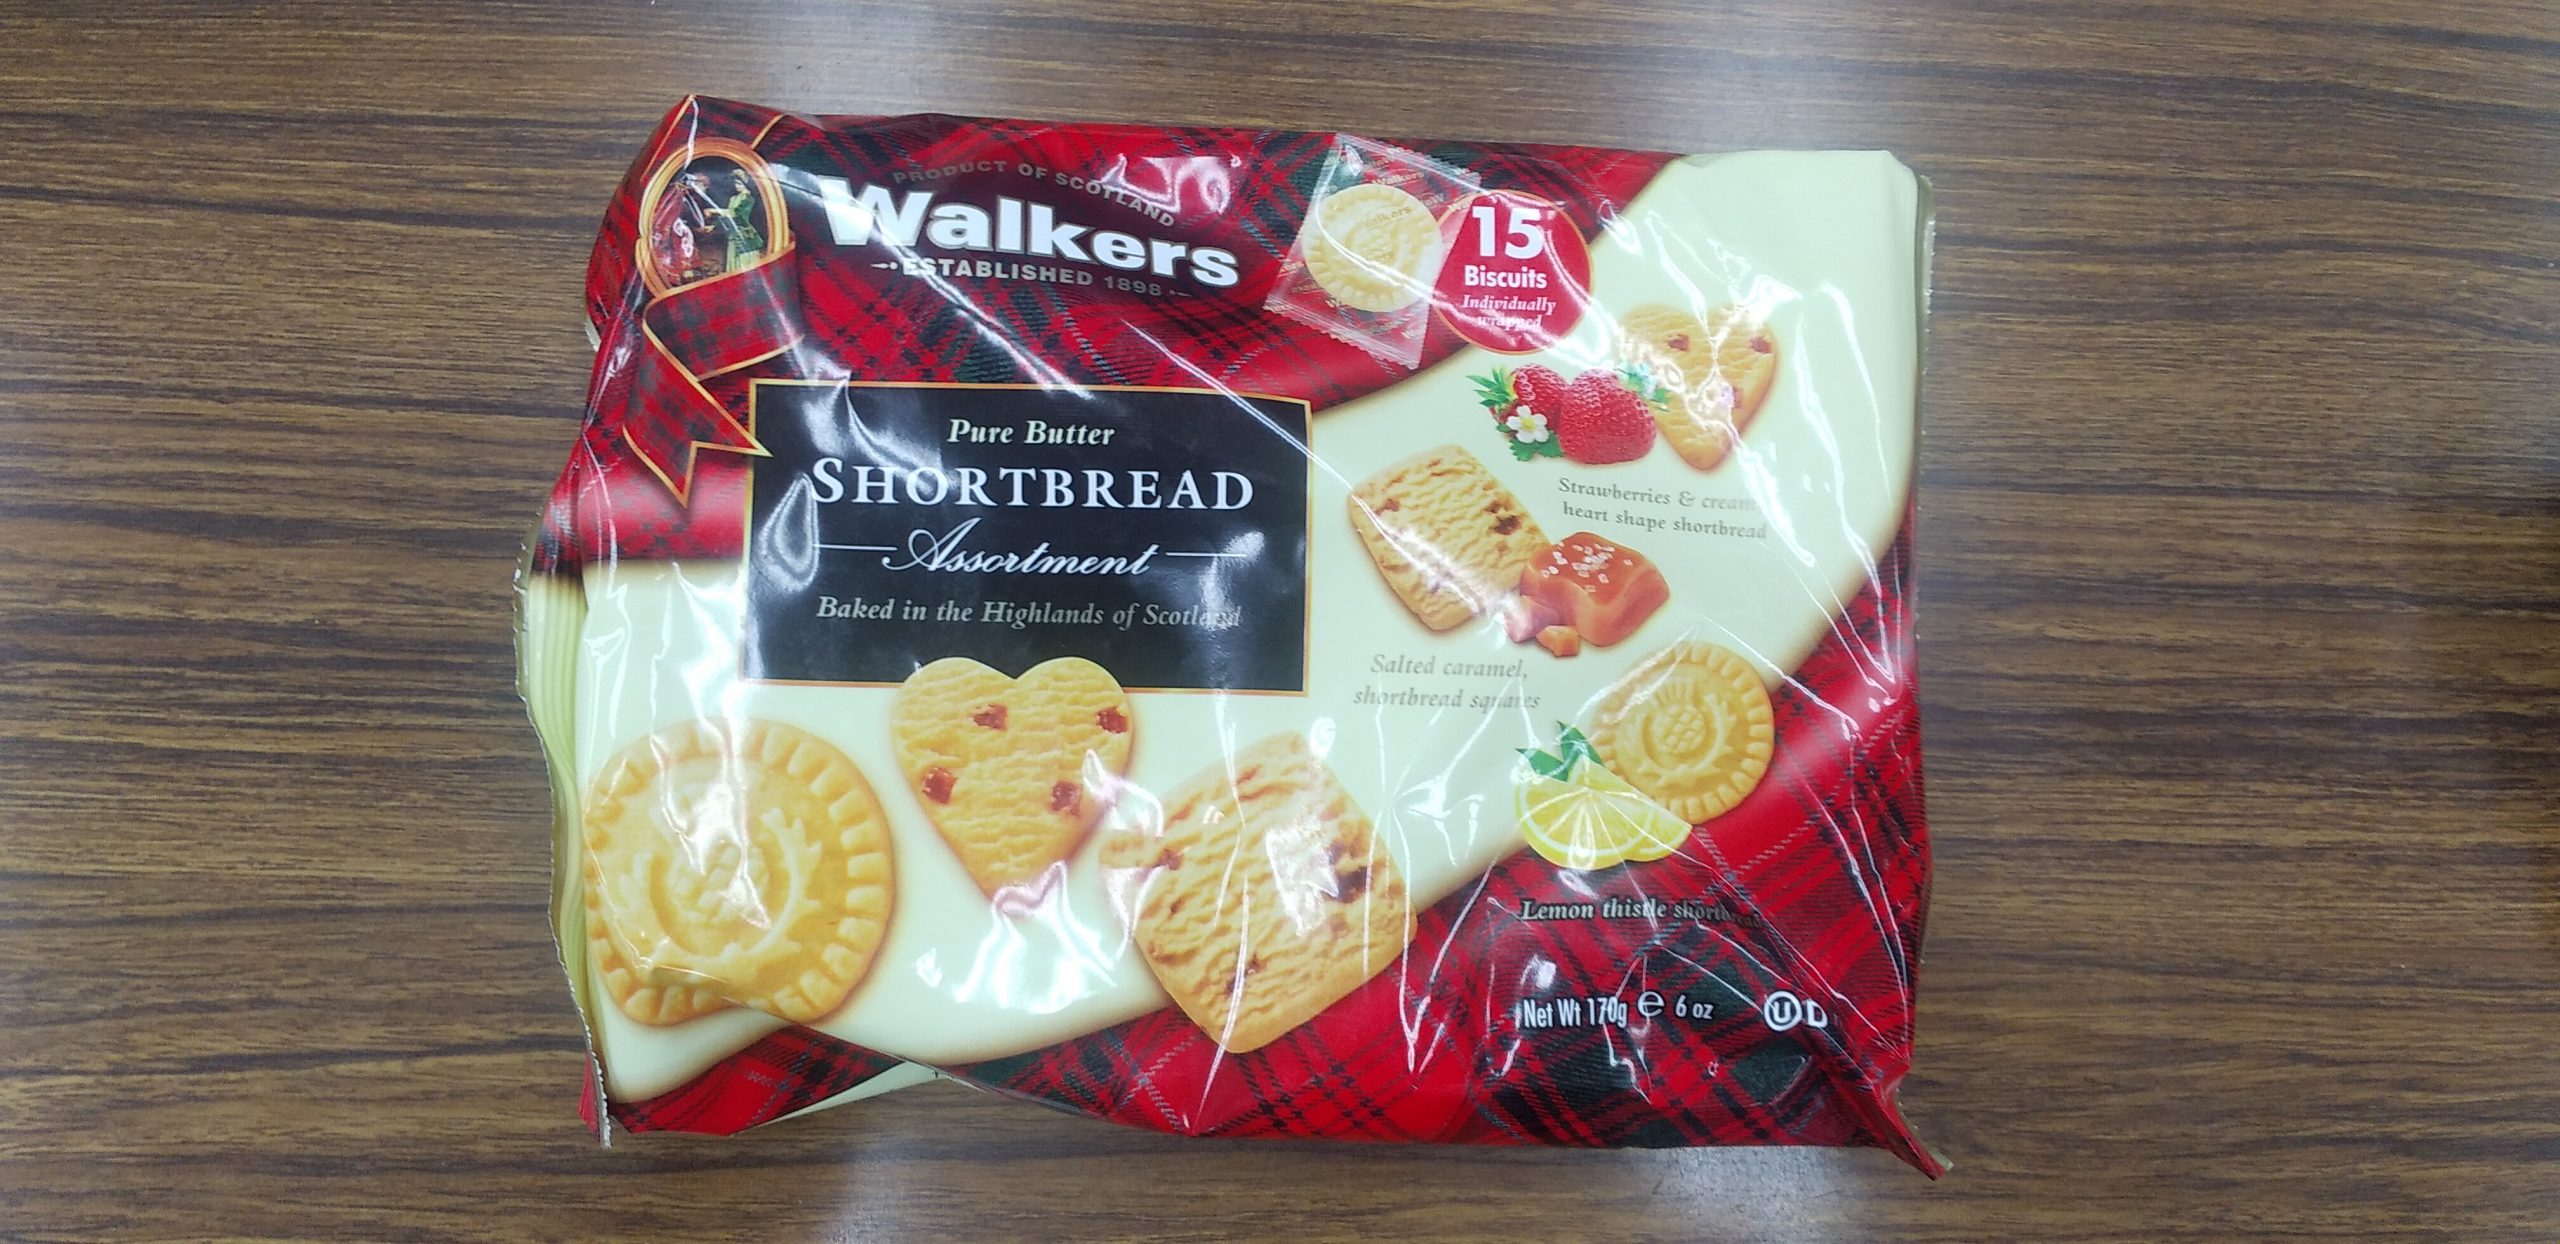 PRODUCT OF SCOTLAND
Walkers
ESTABLISHED 1898
15
Biscuits
Individually
wrapped
Pure Butter
SHORTBREAD
Assortment
Baked in the Highlands of Scotland
Strawberries & cream
heart shape shortbread
Salted caramel,
shortbread squares
Lemon thistle shortbread
Net Wt 170g ℮ 6 oz
Ⓤ D